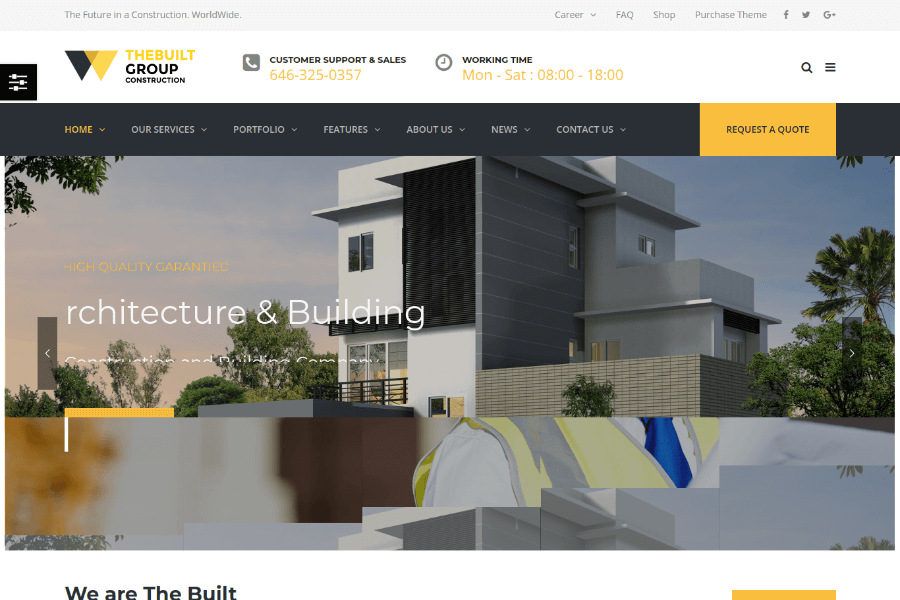 The Future in a Construction. WorldWide.
Career FAQ Shop Purchase Theme
THEBUILT
GROUP
CONSTRUCTION
CUSTOMER SUPPORT & SALES
646-325-0357
WORKING TIME
Mon - Sat : 08:00 - 18:00
HOME OUR SERVICES PORTFOLIO FEATURES ABOUT US NEWS CONTACT US REQUEST A QUOTE
HIGH QUALITY GARANTIED
rchitecture & Building
Construction and Building Company
We are The Built